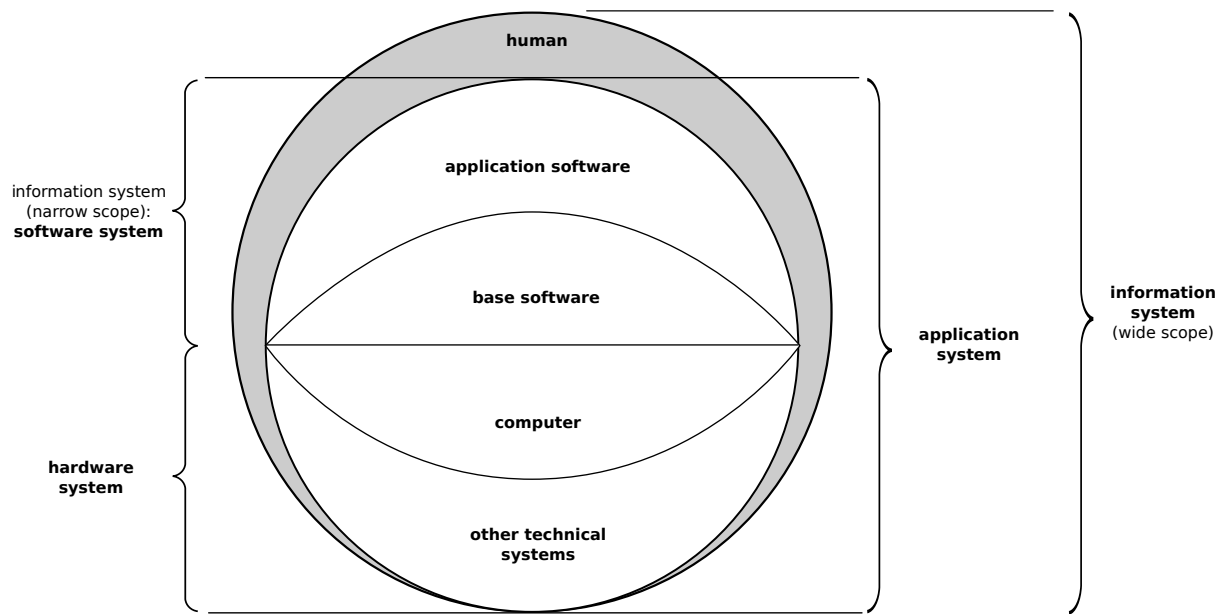 human
application software
information system
(narrow scope):
software system
base software
information
system
(wide scope)
application
system
computer
hardware
system
other technical
systems